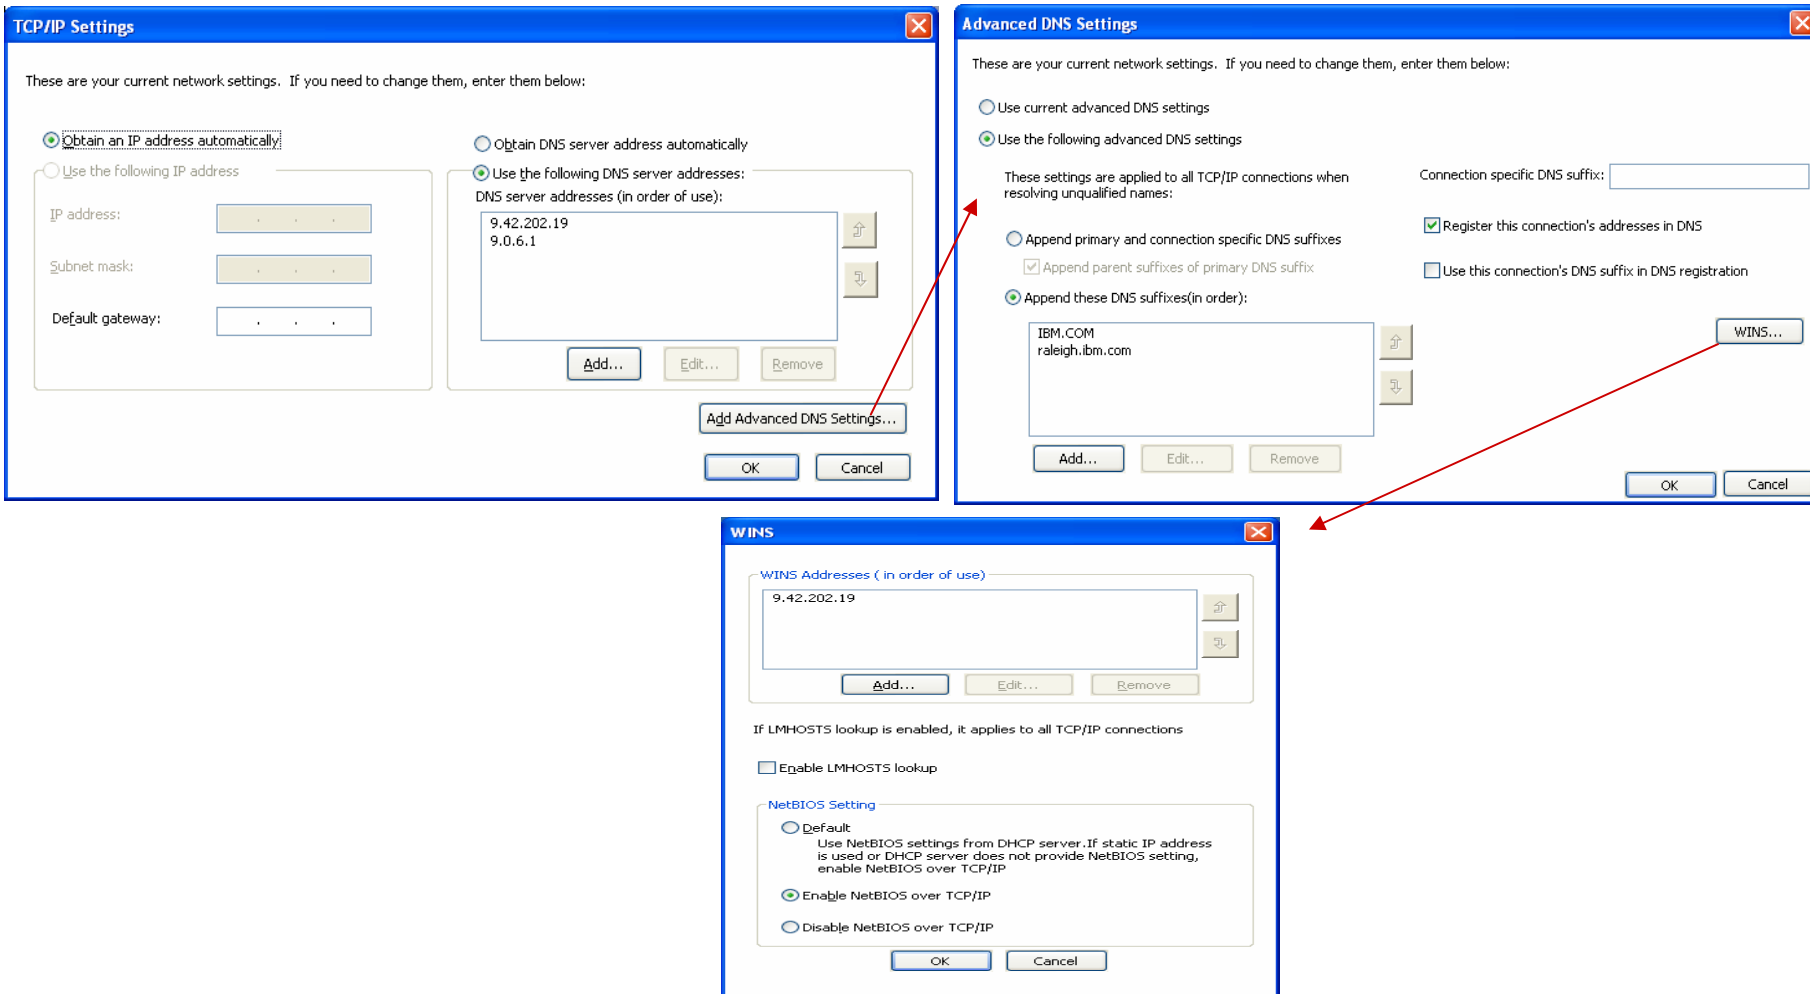 TCP/IP Settings
These are your current network settings. If you need to change them, enter them below:
Obtain an IP address automatically
Use the following IP address
IP address:
Subnet mask:
Default gateway:
Obtain DNS server address automatically
Use the following DNS server addresses:
DNS server addresses (in order of use):
9.42.202.19
9.0.6.1
Add...
Edit...
Remove
Add Advanced DNS Settings...
OK
Cancel
Advanced DNS Settings
These are your current network settings. If you need to change them, enter them below:
Use current advanced DNS settings
Use the following advanced DNS settings
These settings are applied to all TCP/IP connections when
resolving unqualified names:
Append primary and connection specific DNS suffixes
Append parent suffixes of primary DNS suffix
Append these DNS suffixes(in order):
IBM.COM
raleigh.ibm.com
Add...
Edit...
Remove
Connection specific DNS suffix:
Register this connection's addresses in DNS
Use this connection's DNS suffix in DNS registration
WINS...
OK
Cancel
WINS
WINS Addresses ( in order of use)
9.42.202.19
Add...
Edit...
Remove
If LMHOSTS lookup is enabled, it applies to all TCP/IP connections
Enable LMHOSTS lookup
NetBIOS Setting
Default
Use NetBIOS settings from DHCP server.If static IP address
is used or DHCP server does not provide NetBIOS setting,
enable NetBIOS over TCP/IP
Enable NetBIOS over TCP/IP
Disable NetBIOS over TCP/IP
OK
Cancel